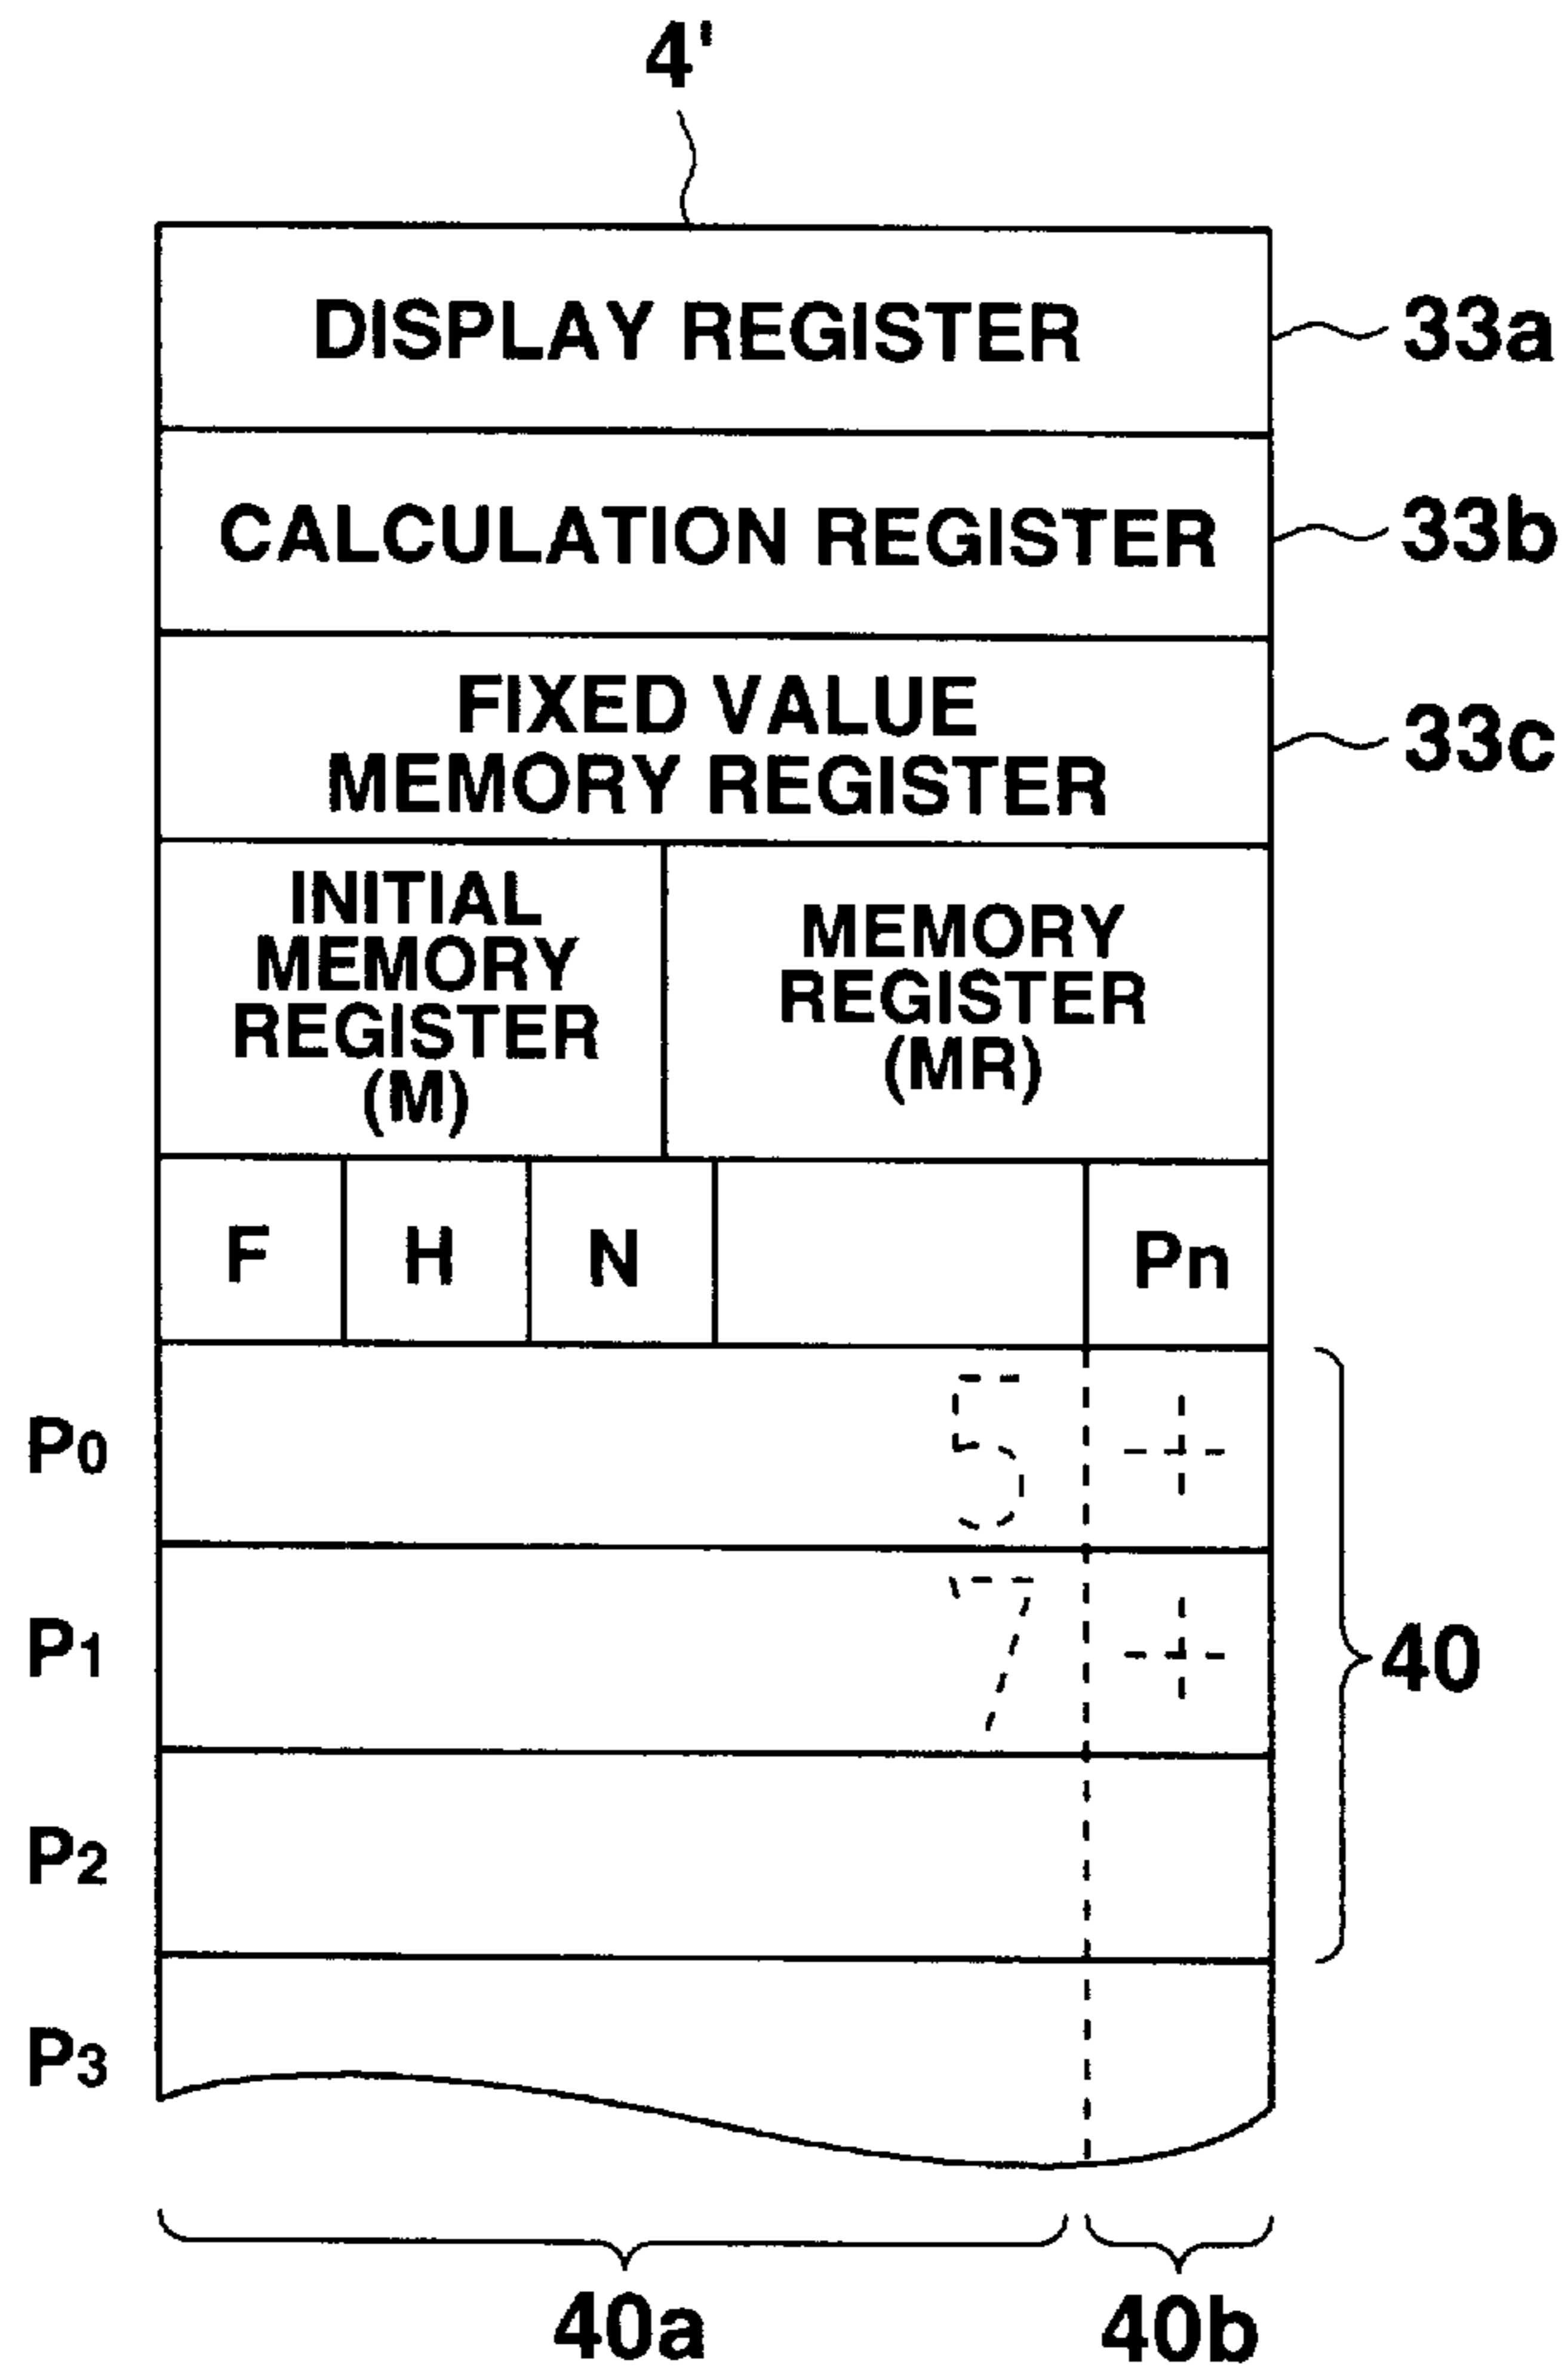 4'
DISPLAY REGISTER 33a
CALCULATION REGISTER 33b
FIXED VALUE
MEMORY REGISTER
33c
INITIAL
MEMORY
REGISTER
(M)
MEMORY
REGISTER
(MR)
F H N Pn
P0 5 +
P1 7 +
40
P2
P3
40a 40b